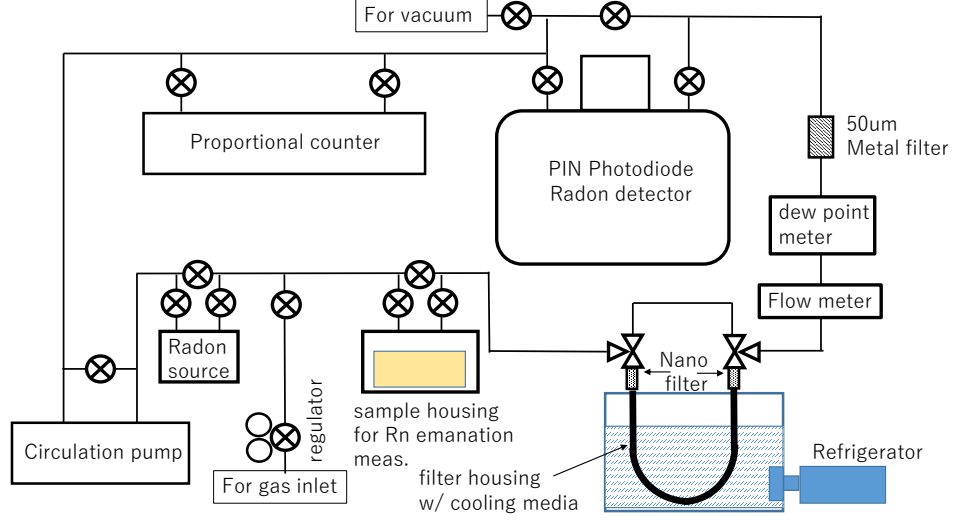 For vacuum
Proportional counter
PIN Photodiode
Radon detector
50um
Metal filter
dew point
meter
Flow meter
Radon
source
Nano
filter
sample housing
for Rn emanation
meas.
regulator
Circulation pump
For gas inlet
filter housing
w/ cooling media
Refrigerator